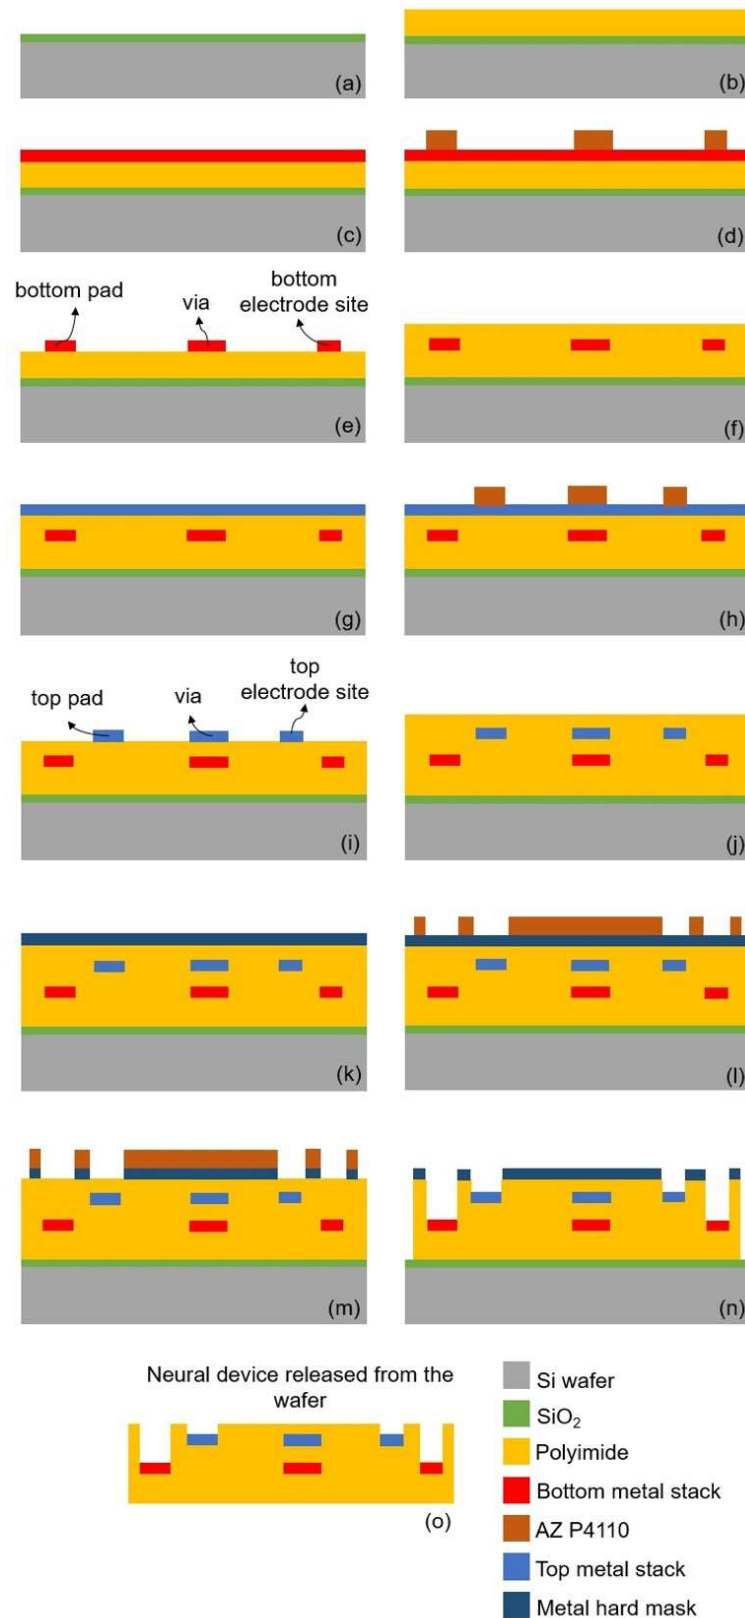 (a)
(b)
(c)
(d)
bottom pad
via
bottom
electrode site
(e)
(f)
(g)
(h)
top pad
via
top
electrode site
(i)
(j)
(k)
(l)
(m)
(n)
Neural device released from the
wafer
(o)
Si wafer
SiO₂
Polyimide
Bottom metal stack
AZ P4110
Top metal stack
Metal hard mask